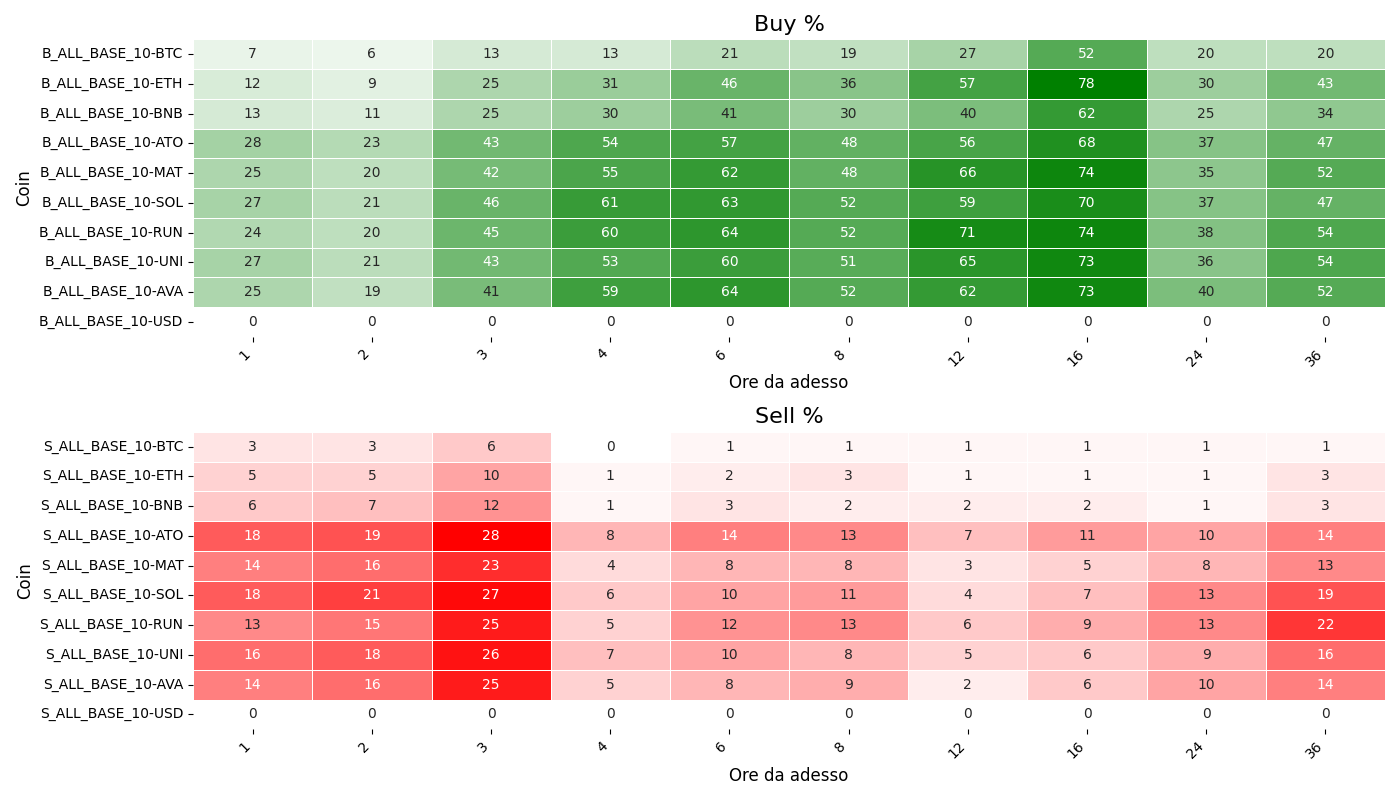 Buy %
Coin
B_ALL_BASE_10-BTC 7 6 13 13 21 19 27 52 20 20
B_ALL_BASE_10-ETH 12 9 25 31 46 36 57 78 30 43
B_ALL_BASE_10-BNB 13 11 25 30 41 30 40 62 25 34
B_ALL_BASE_10-ATO 28 23 43 54 57 48 56 68 37 47
B_ALL_BASE_10-MAT 25 20 42 55 62 48 66 74 35 52
B_ALL_BASE_10-SOL 27 21 46 61 63 52 59 70 37 47
B_ALL_BASE_10-RUN 24 20 45 60 64 52 71 74 38 54
B_ALL_BASE_10-UNI 27 21 43 53 60 51 65 73 36 54
B_ALL_BASE_10-AVA 25 19 41 59 64 52 62 73 40 52
B_ALL_BASE_10-USD 0 0 0 0 0 0 0 0 0 0
1 2 3 4 6 8 12 16 24 36
Ore da adesso
Sell %
Coin
S_ALL_BASE_10-BTC 3 3 6 0 1 1 1 1 1 1
S_ALL_BASE_10-ETH 5 5 10 1 2 3 1 1 1 3
S_ALL_BASE_10-BNB 6 7 12 1 3 2 2 2 1 3
S_ALL_BASE_10-ATO 18 19 28 8 14 13 7 11 10 14
S_ALL_BASE_10-MAT 14 16 23 4 8 8 3 5 8 13
S_ALL_BASE_10-SOL 18 21 27 6 10 11 4 7 13 19
S_ALL_BASE_10-RUN 13 15 25 5 12 13 6 9 13 22
S_ALL_BASE_10-UNI 16 18 26 7 10 8 5 6 9 16
S_ALL_BASE_10-AVA 14 16 25 5 8 9 2 6 10 14
S_ALL_BASE_10-USD 0 0 0 0 0 0 0 0 0 0
1 2 3 4 6 8 12 16 24 36
Ore da adesso